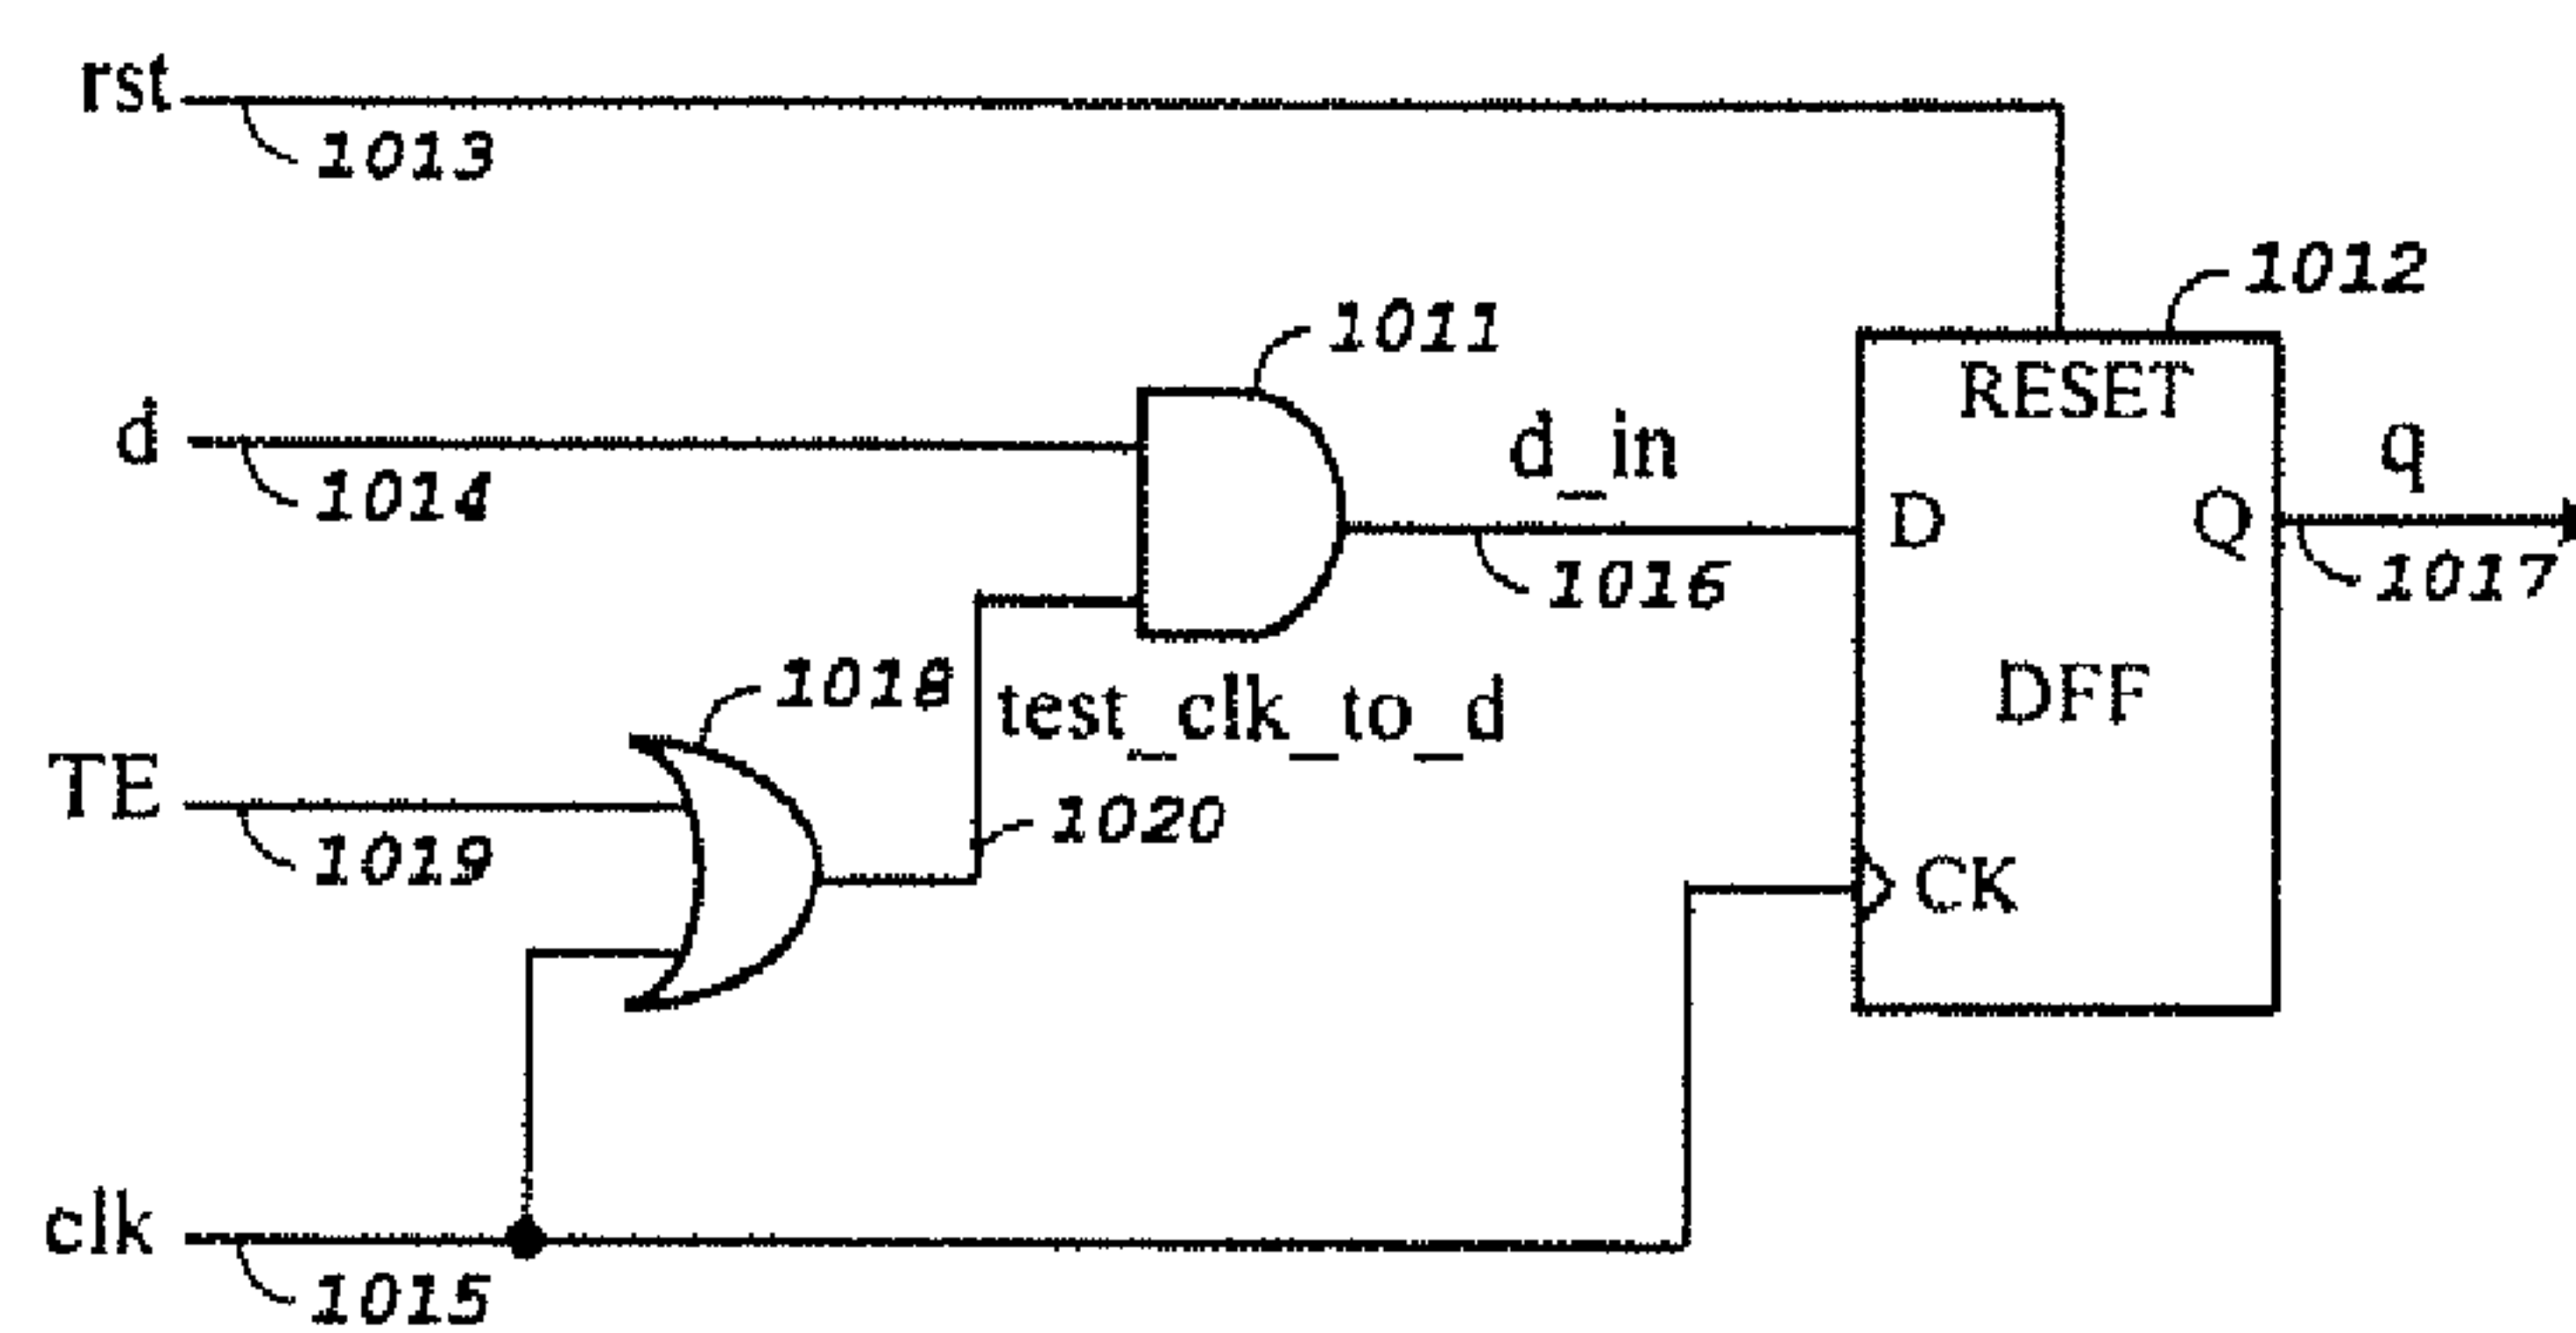 rst
1013
1012
1011
RESET
d
1014
d_in
D
Q
q
1016
1017
1018
test_clk_to_d
DFF
TE
1019
1020
CK
clk
1015